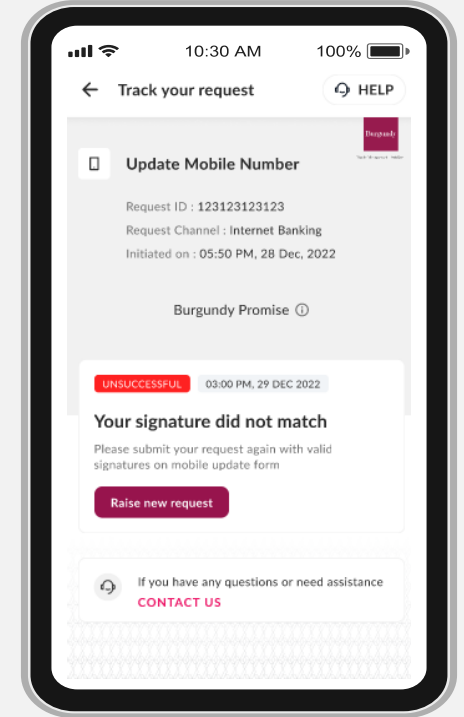 10:30 AM 100%
Track your request HELP
Burgundy
Update Mobile Number
Request ID : 123123123123
Request Channel : Internet Banking
Initiated on : 05:50 PM, 28 Dec, 2022
Burgundy Promise
UNSUCCESSFUL 03:00 PM, 29 DEC 2022
Your signature did not match
Please submit your request again with valid
signatures on mobile update form
Raise new request
If you have any questions or need assistance
CONTACT US